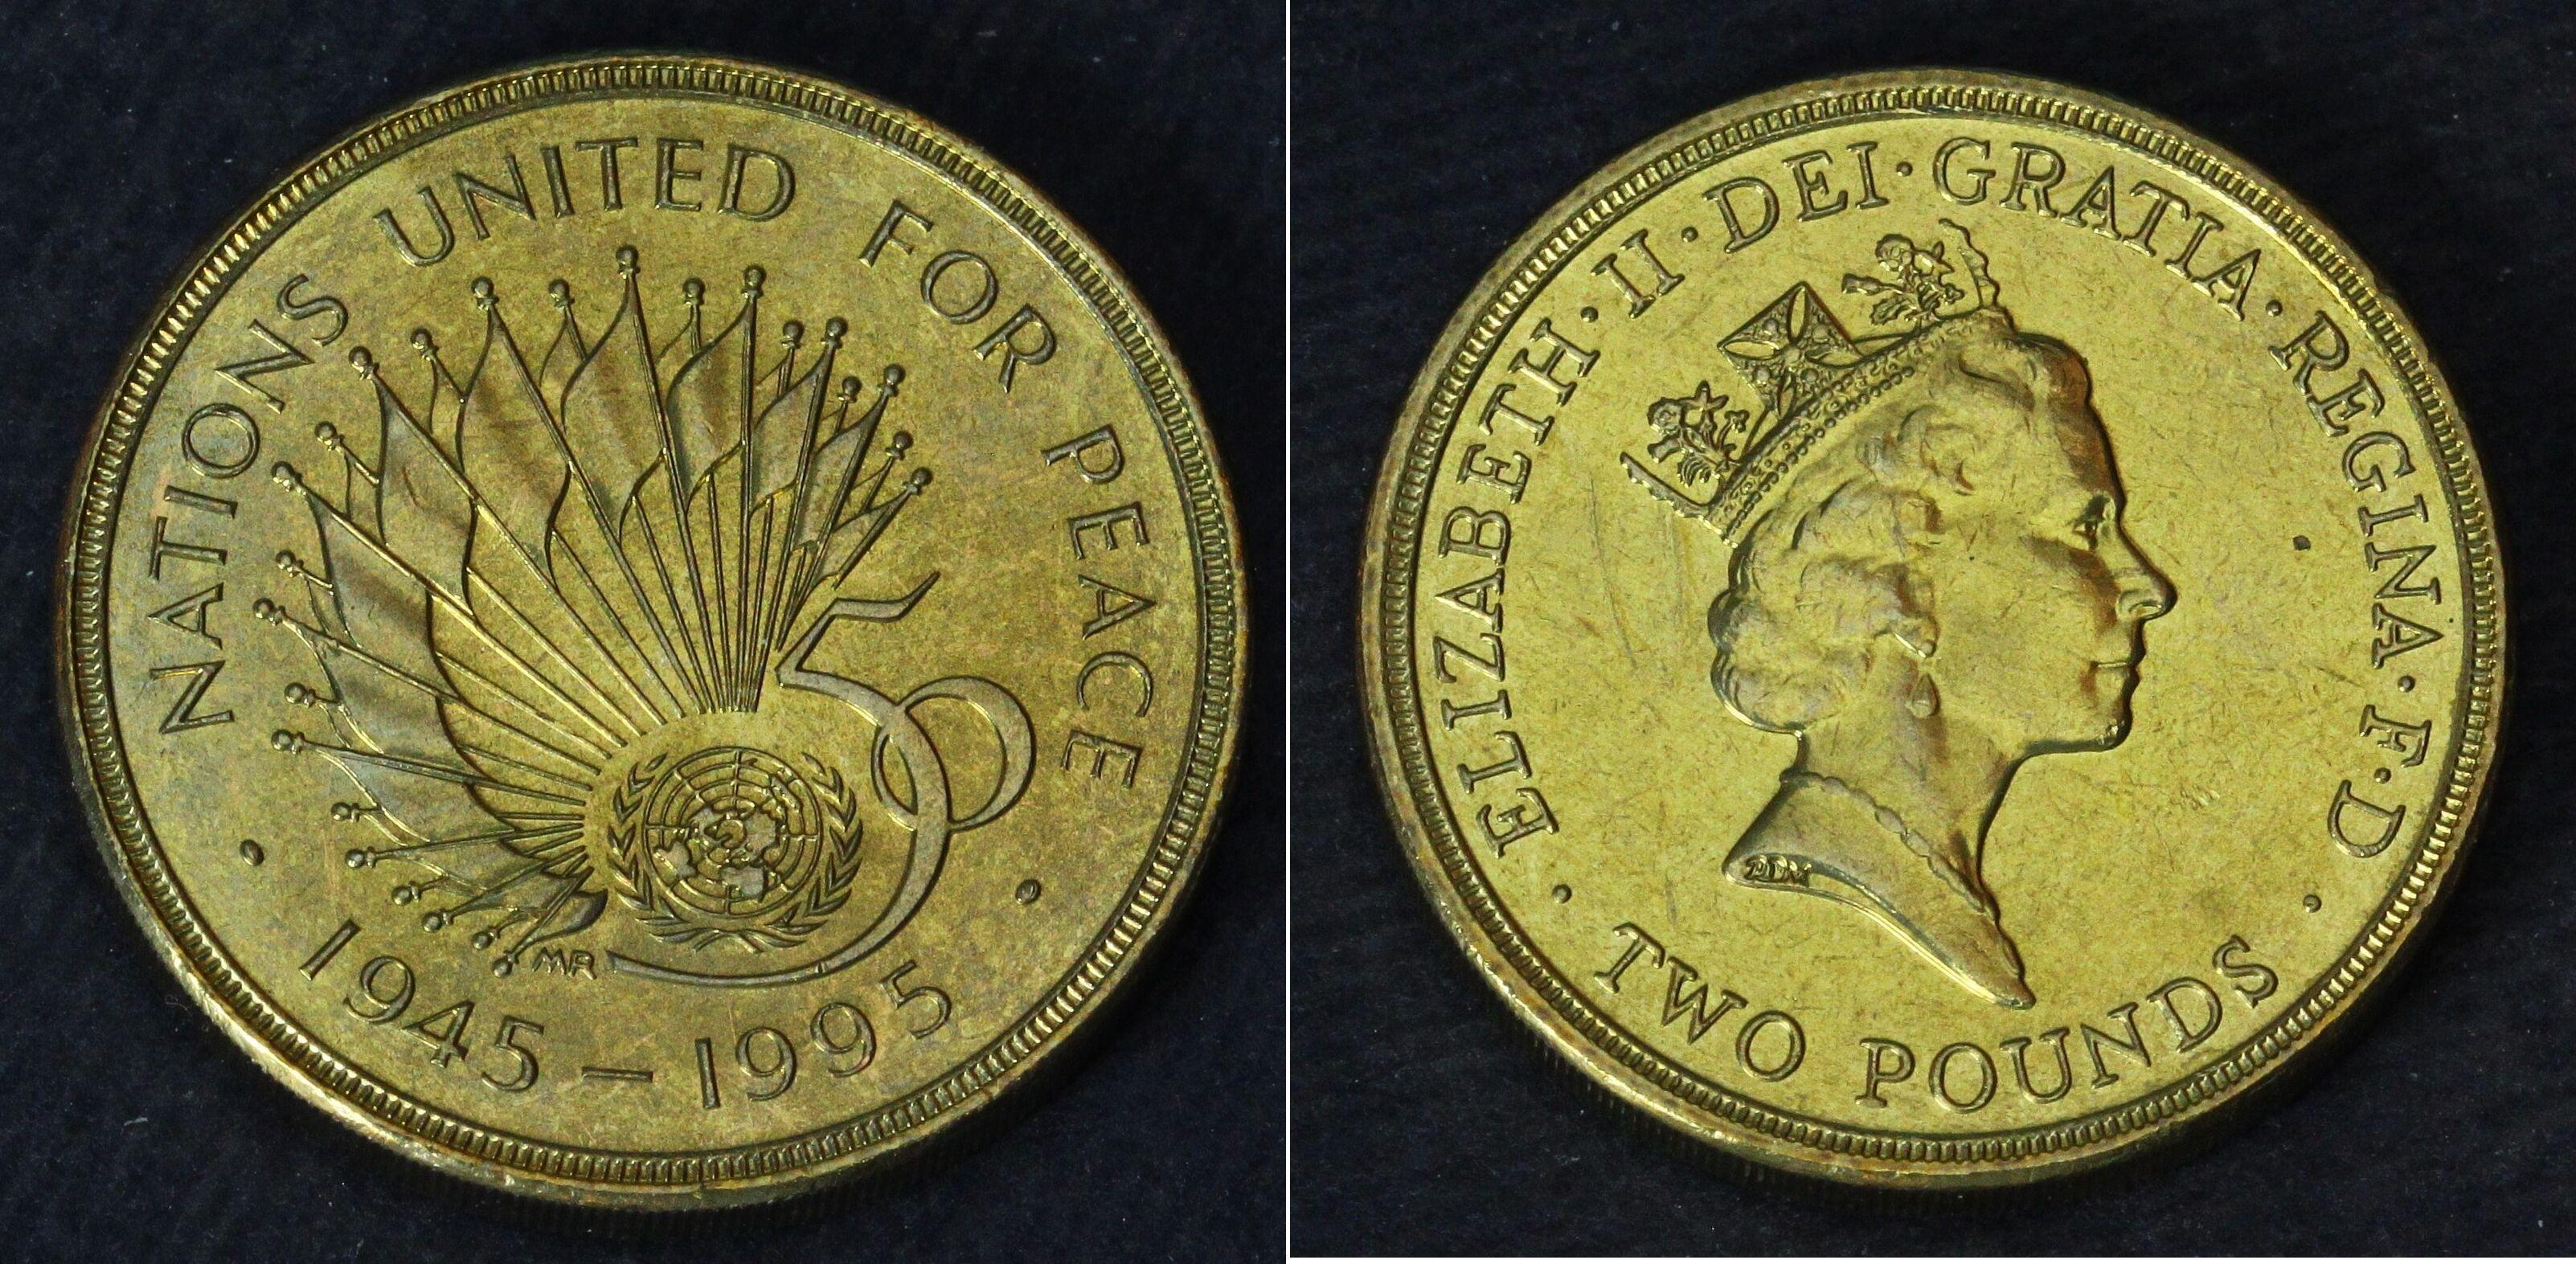 NATIONS UNITED FOR PEACE
MR
1945 – 1995
ELIZABETH · II · DEI · GRATIA · REGINA · F · D
RDM
· TWO POUNDS ·